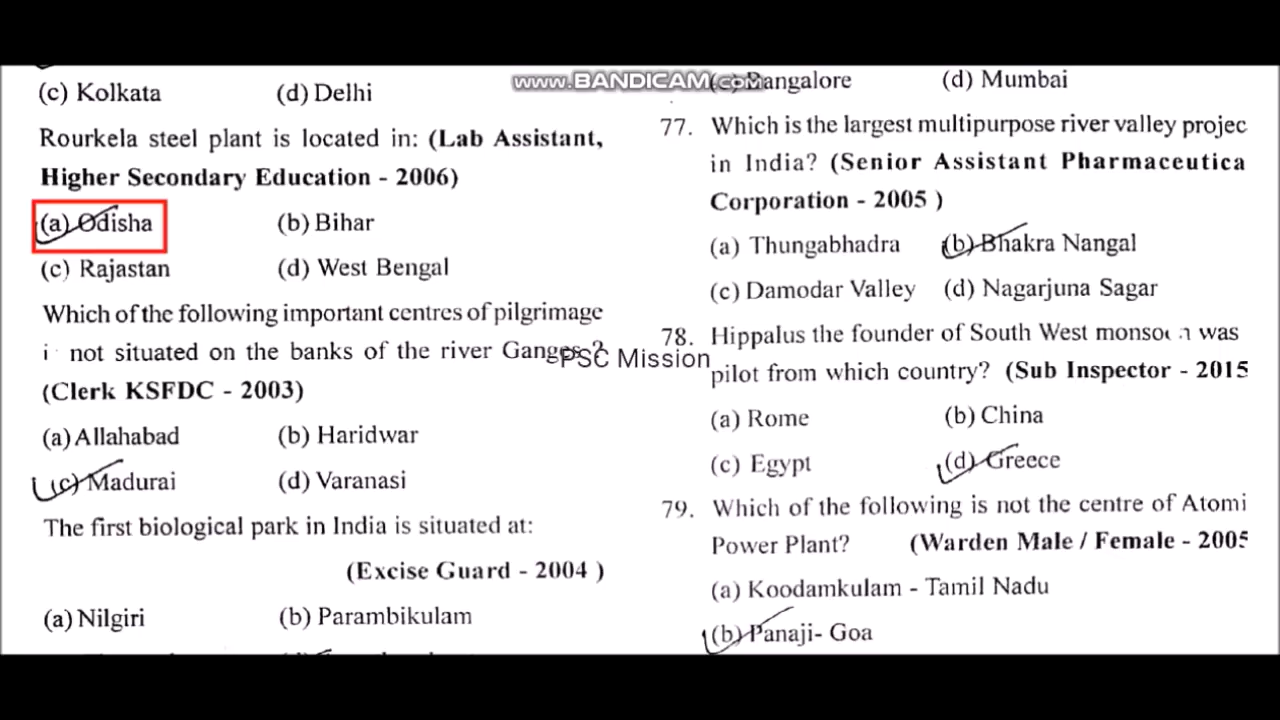 www.BANDICAM.com
(c) Kolkata (d) Delhi
Rourkela steel plant is located in: (Lab Assistant,
Higher Secondary Education - 2006)
(a) Odisha (b) Bihar
(c) Rajastan (d) West Bengal
Which of the following important centres of pilgrimage
not situated on the banks of the river Ganges ?
(Clerk KSFDC - 2003)
(a) Allahabad (b) Haridwar
(c) Madurai (d) Varanasi
The first biological park in India is situated at:
(Excise Guard - 2004 )
(a) Nilgiri (b) Parambikulam
PSC Mission
Bangalore (d) Mumbai
77. Which is the largest multipurpose river valley projec
in India? (Senior Assistant Pharmaceutica
Corporation - 2005 )
(a) Thungabhadra (b) Bhakra Nangal
(c) Damodar Valley (d) Nagarjuna Sagar
78. Hippalus the founder of South West monsoon was
pilot from which country? (Sub Inspector - 2015
(a) Rome (b) China
(c) Egypt (d) Greece
79. Which of the following is not the centre of Atomi
Power Plant? (Warden Male / Female - 2005
(a) Koodamkulam - Tamil Nadu
(b) Panaji- Goa